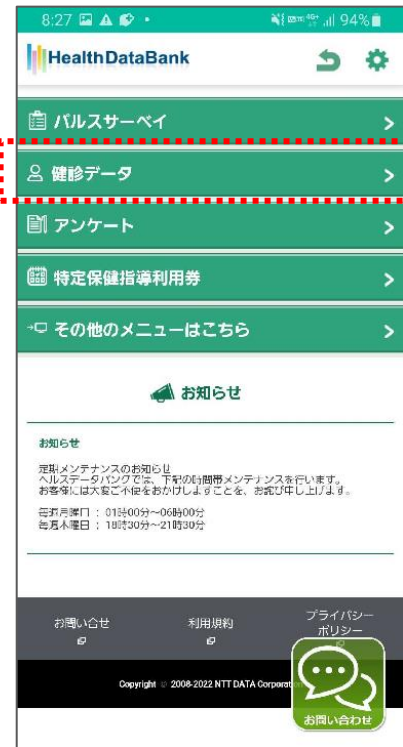 8:27
94%
HealthDataBank
パルスサーベイ
健診データ
アンケート
特定保健指導利用券
その他のメニューはこちら
お知らせ
お知らせ
定期メンテナンスのお知らせ
ヘルスデータバンクでは、下記の時間帯メンテナンスを行います。
お客様には大変ご不便をおかけしますことを、お詫び申し上げます。
毎週月曜日 : 01時00分~06時00分
毎週木曜日 : 18時30分~21時30分
お問い合せ
利用規約
プライバシー
ポリシー
Copyright © 2008-2022 NTT DATA
お問い合わせ